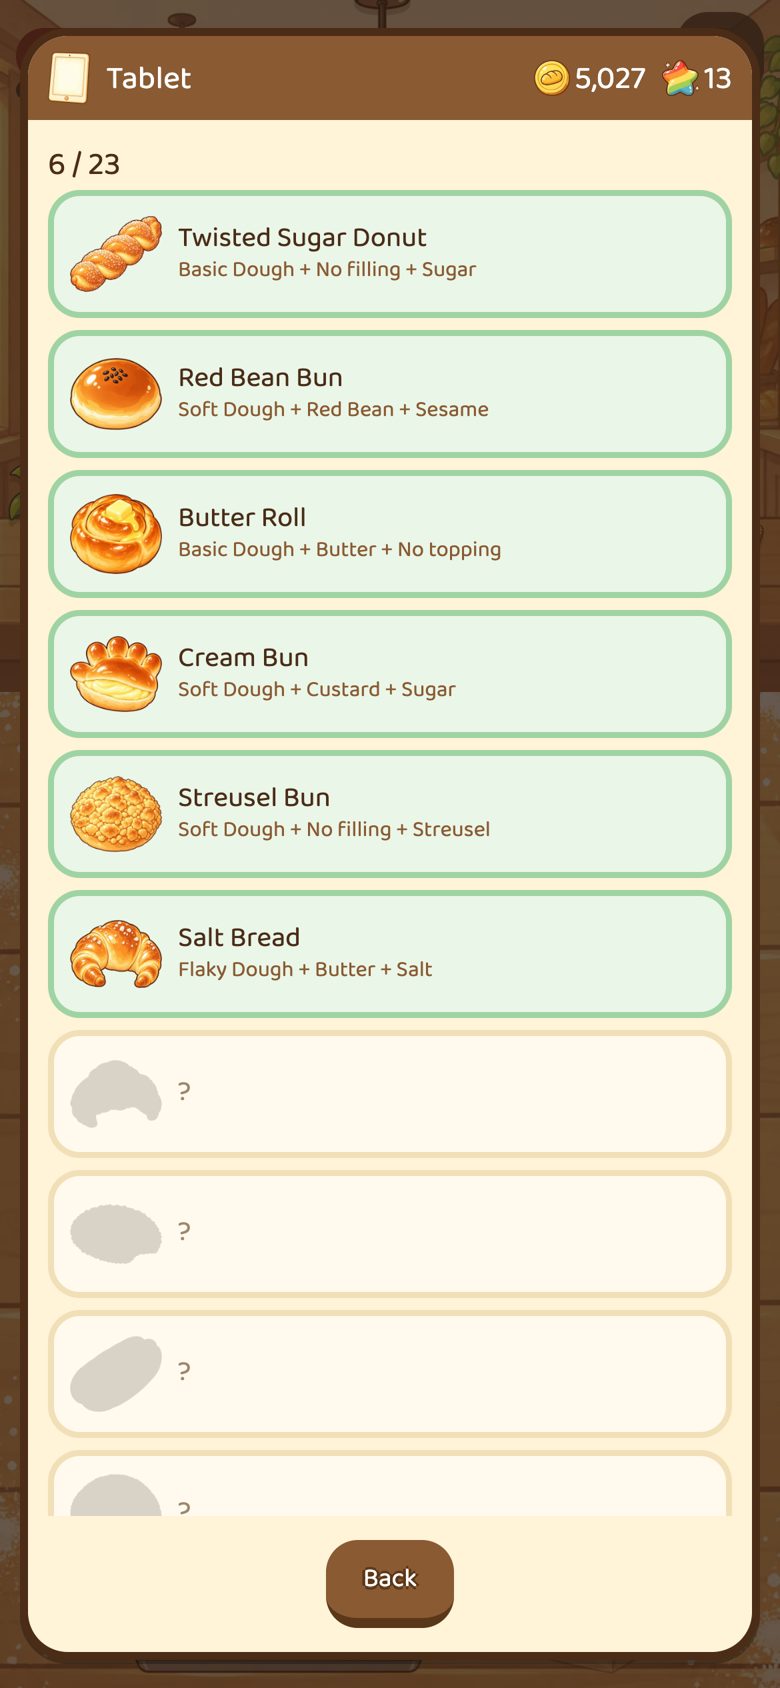 Tablet
5,027
13
6 / 23
Twisted Sugar Donut
Basic Dough + No filling + Sugar
Red Bean Bun
Soft Dough + Red Bean + Sesame
Butter Roll
Basic Dough + Butter + No topping
Cream Bun
Soft Dough + Custard + Sugar
Streusel Bun
Soft Dough + No filling + Streusel
Salt Bread
Flaky Dough + Butter + Salt
?
?
?
?
Back